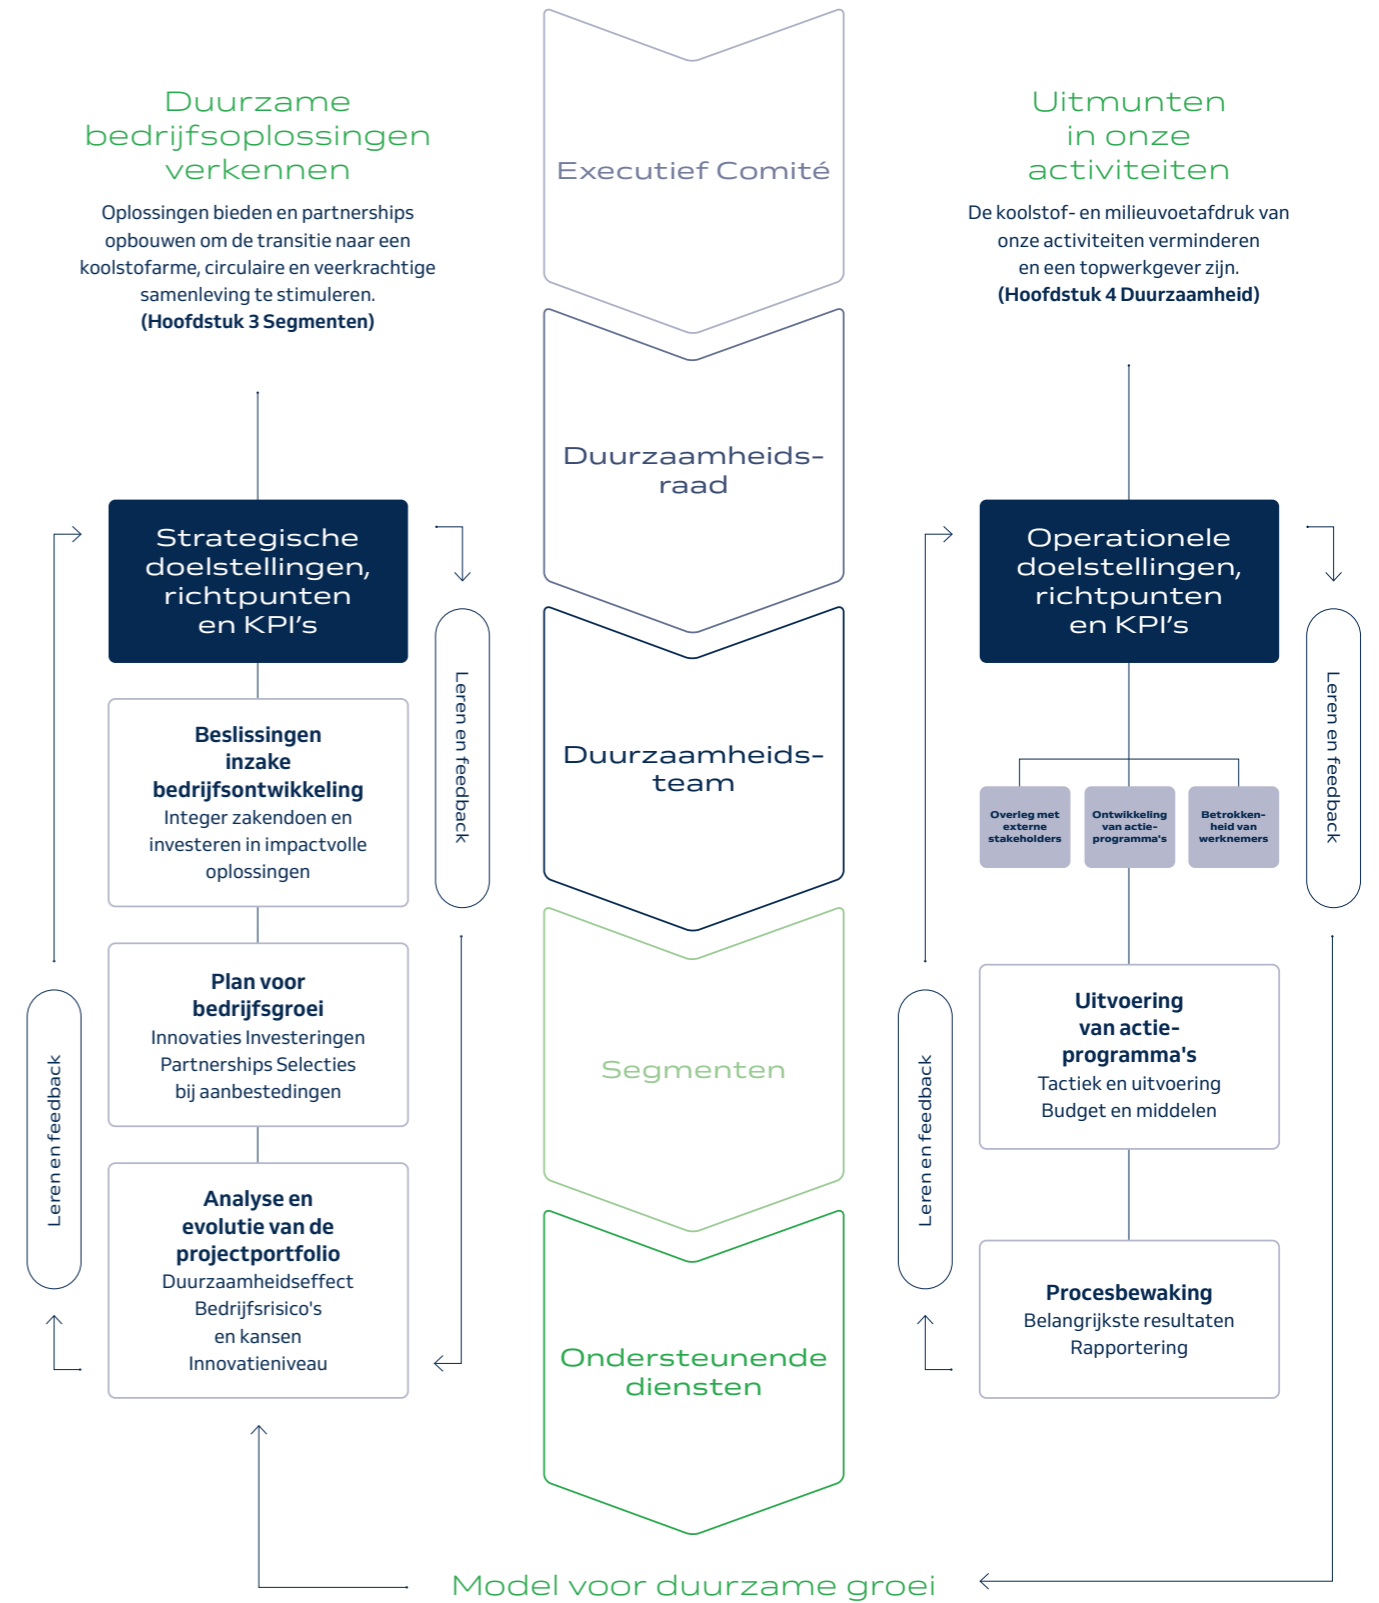 Duurzame
bedrijfsoplossingen
verkennen
Oplossingen bieden en partnerships
opbouwen om de transitie naar een
koolstofarme, circulaire en veerkrachtige
samenleving te stimuleren.
(Hoofdstuk 3 Segmenten)
Strategische
doelstellingen,
richtpunten
en KPI's
Beslissingen
inzake
bedrijfsontwikkeling
Integer zakendoen en
investeren in impactvolle
oplossingen
Plan voor
bedrijfsgroei
Innovaties Investeringen
Partnerships Selecties
bij aanbestedingen
Analyse en
evolutie van de
projectportfolio
Duurzaamheidseffect
Bedrijfsrisico's
en kansen
Innovatieniveau
Leren en feedback
Leren en feedback
Executief Comité
Duurzaamheids-
raad
Duurzaamheids-
team
Segmenten
Ondersteunende
diensten
Uitmunten
in onze
activiteiten
De koolstof- en milieuvoetafdruk van
onze activiteiten verminderen
en een topwerkgever zijn.
(Hoofdstuk 4 Duurzaamheid)
Operationele
doelstellingen,
richtpunten
en KPI's
Overleg met
externe
stakeholders
Ontwikkeling
van actie-
programma's
Betrokken-
heid van
werknemers
Uitvoering
van actie-
programma's
Tactiek en uitvoering
Budget en middelen
Procesbewaking
Belangrijkste resultaten
Rapportering
Leren en feedback
Leren en feedback
Model voor duurzame groei